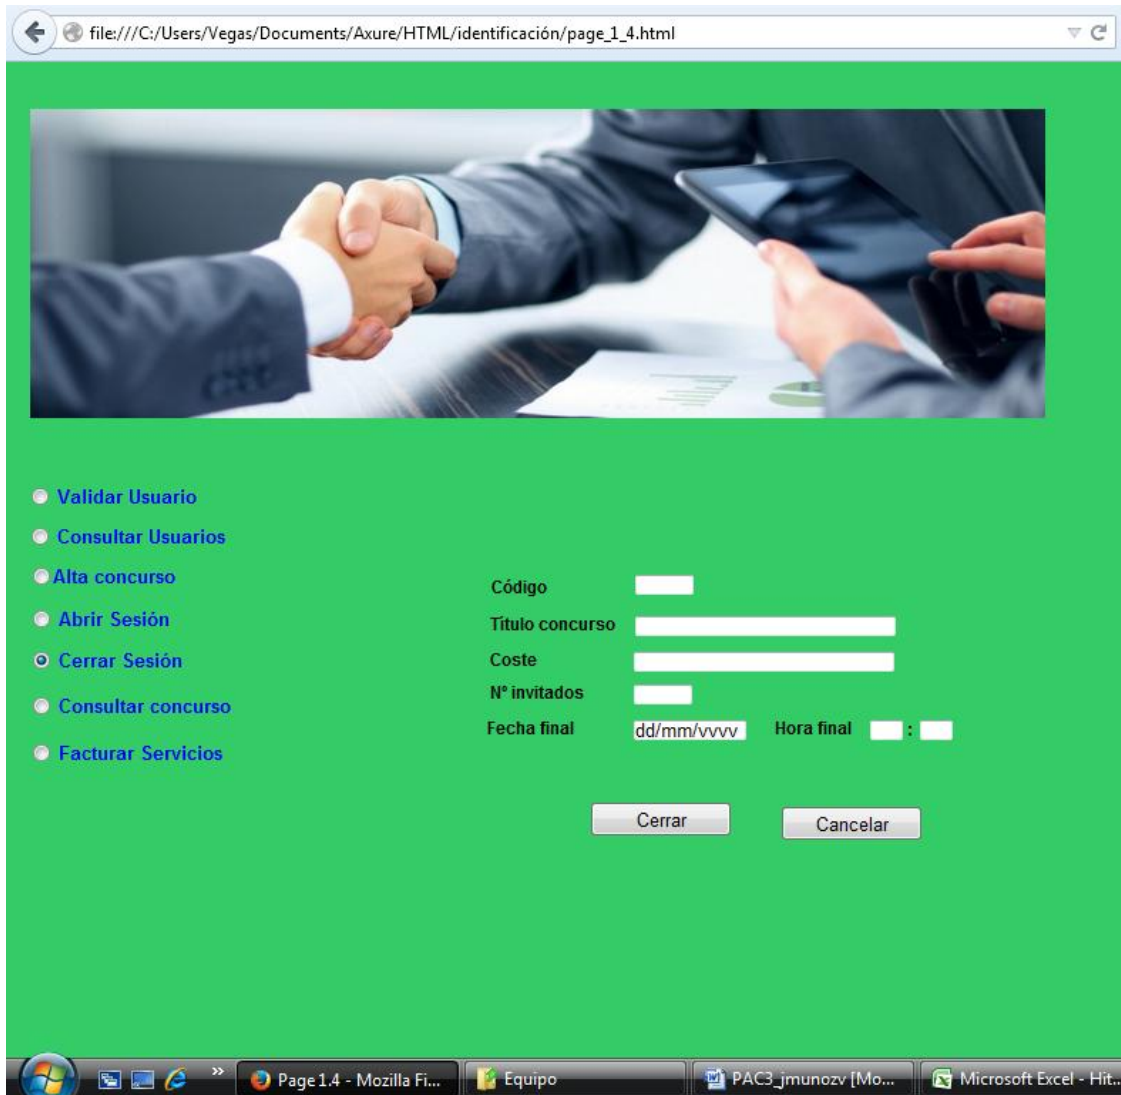 file:///C:/Users/Vegas/Documents/Axure/HTML/identificación/page_1_4.html
Validar Usuario
Consultar Usuarios
Alta concurso
Abrir Sesión
Cerrar Sesión
Consultar concurso
Facturar Servicios
Código
Titulo concurso
Coste
Nº invitados
Fecha final dd/mm/vvvv Hora final :
Cerrar Cancelar
» Page 1.4 - Mozilla Fi... Equipo PAC3_jmunozv [Mo... Microsoft Excel - Hit...